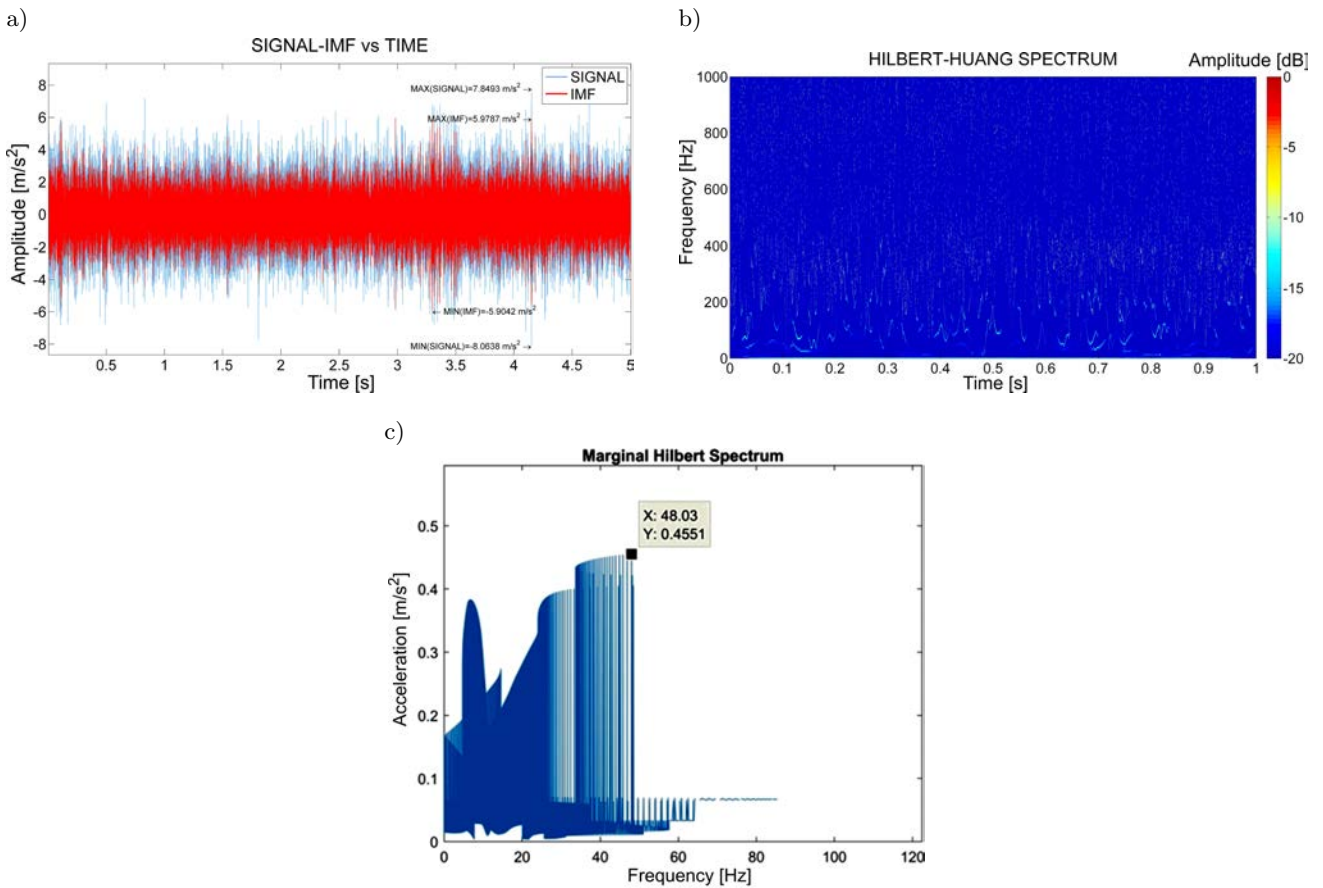 a)
SIGNAL-IMF vs TIME
SIGNAL
IMF
MAX(SIGNAL)=7.8493 m/s²
MAX(IMF)=5.9787 m/s²
MIN(IMF)=-5.9042 m/s²
MIN(SIGNAL)=-8.0638 m/s²
Amplitude [m/s²]
8
6
4
2
0
-2
-4
-6
-8
0.5
1
1.5
2
2.5
3
3.5
4
4.5
5
Time [s]
b)
HILBERT-HUANG SPECTRUM
Amplitude [dB]
Frequency [Hz]
1000
800
600
400
200
0
0
0.1
0.2
0.3
0.4
0.5
0.6
0.7
0.8
0.9
1
Time [s]
0
-5
-10
-15
-20
c)
Marginal Hilbert Spectrum
X: 48.03
Y: 0.4551
Acceleration [m/s²]
0.5
0.4
0.3
0.2
0.1
0
0
20
40
60
80
100
120
Frequency [Hz]